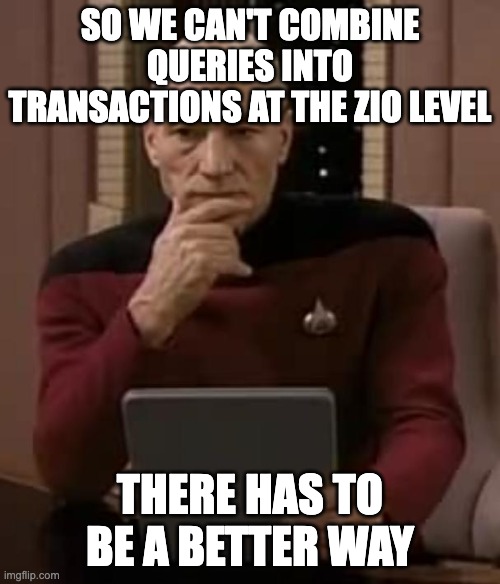 SO WE CAN'T COMBINE
QUERIES INTO
TRANSACTIONS AT THE ZIO LEVEL
THERE HAS TO
BE A BETTER WAY
imgflip.com